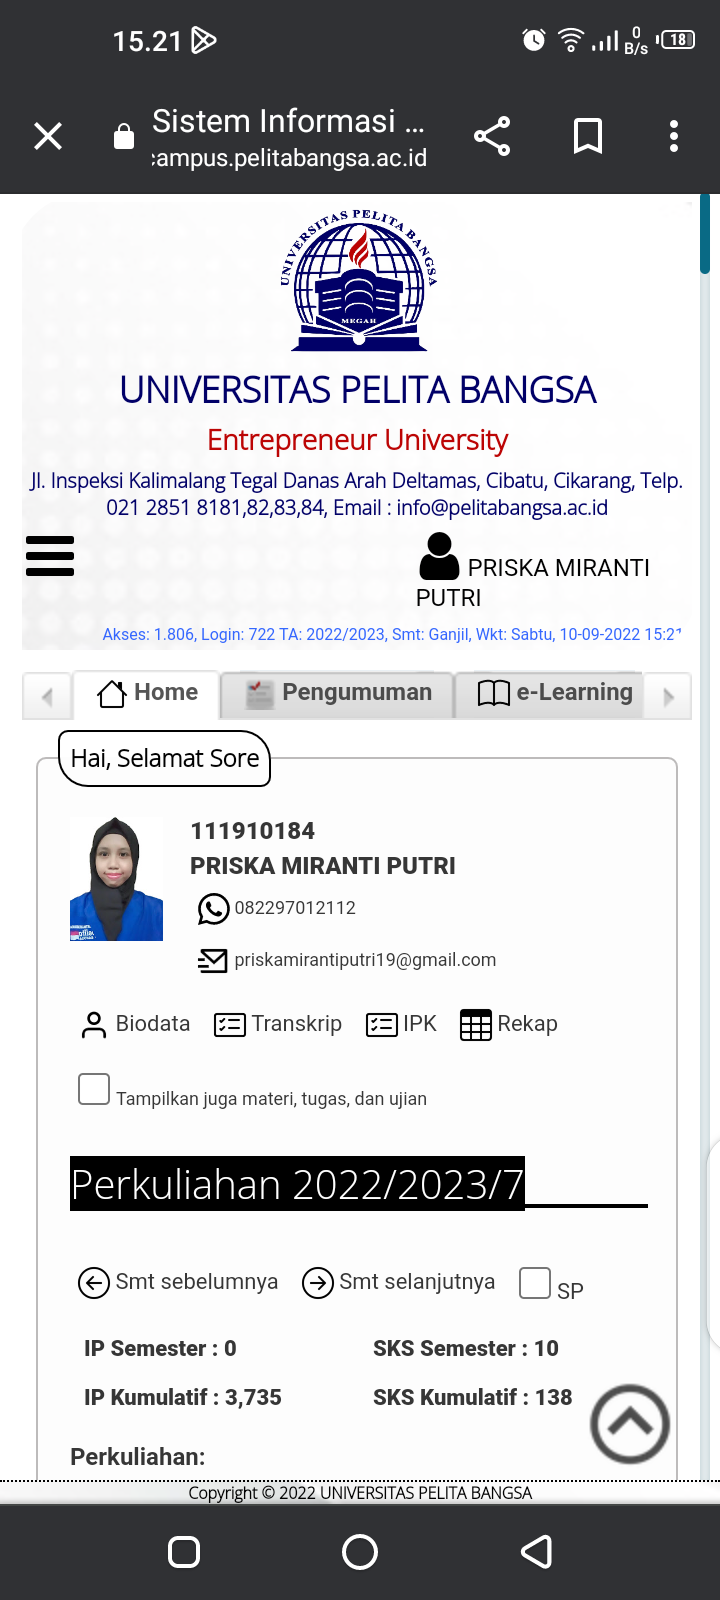 15.21
0
B/s
18
Sistem Informasi ...
campus.pelitabangsa.ac.id
UNIVERSITAS PELITA BANGSA
MEGAH
UNIVERSITAS PELITA BANGSA
Entrepreneur University
Jl. Inspeksi Kalimalang Tegal Danas Arah Deltamas, Cibatu, Cikarang, Telp.
021 2851 8181,82,83,84, Email : info@pelitabangsa.ac.id
PRISKA MIRANTI
PUTRI
Akses: 1.806, Login: 722 TA: 2022/2023, Smt: Ganjil, Wkt: Sabtu, 10-09-2022 15:21
Home
Pengumuman
e-Learning
Hai, Selamat Sore
111910184
PRISKA MIRANTI PUTRI
082297012112
priskamirantiputri19@gmail.com
Biodata
Transkrip
IPK
Rekap
Tampilkan juga materi, tugas, dan ujian
Perkuliahan 2022/2023/7
Smt sebelumnya
Smt selanjutnya
SP
IP Semester : 0
SKS Semester : 10
IP Kumulatif : 3,735
SKS Kumulatif : 138
Perkuliahan:
Copyright © 2022 UNIVERSITAS PELITA BANGSA